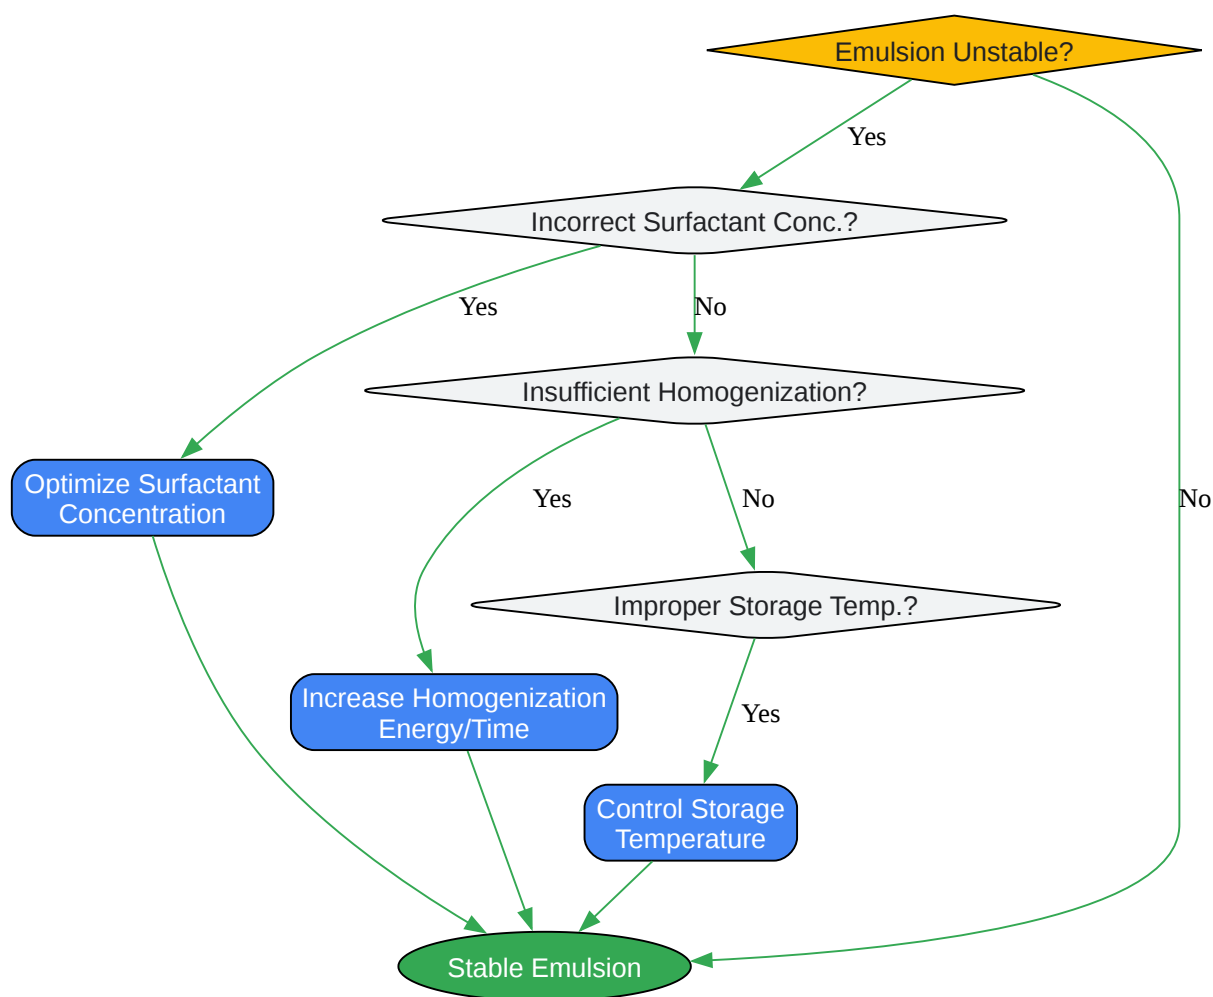 Emulsion Unstable?
Yes
Incorrect Surfactant Conc.?
Yes
No
Insufficient Homogenization?
Optimize Surfactant
Concentration
Yes
No
No
Improper Storage Temp.?
Increase Homogenization
Energy/Time
Yes
Control Storage
Temperature
Stable Emulsion